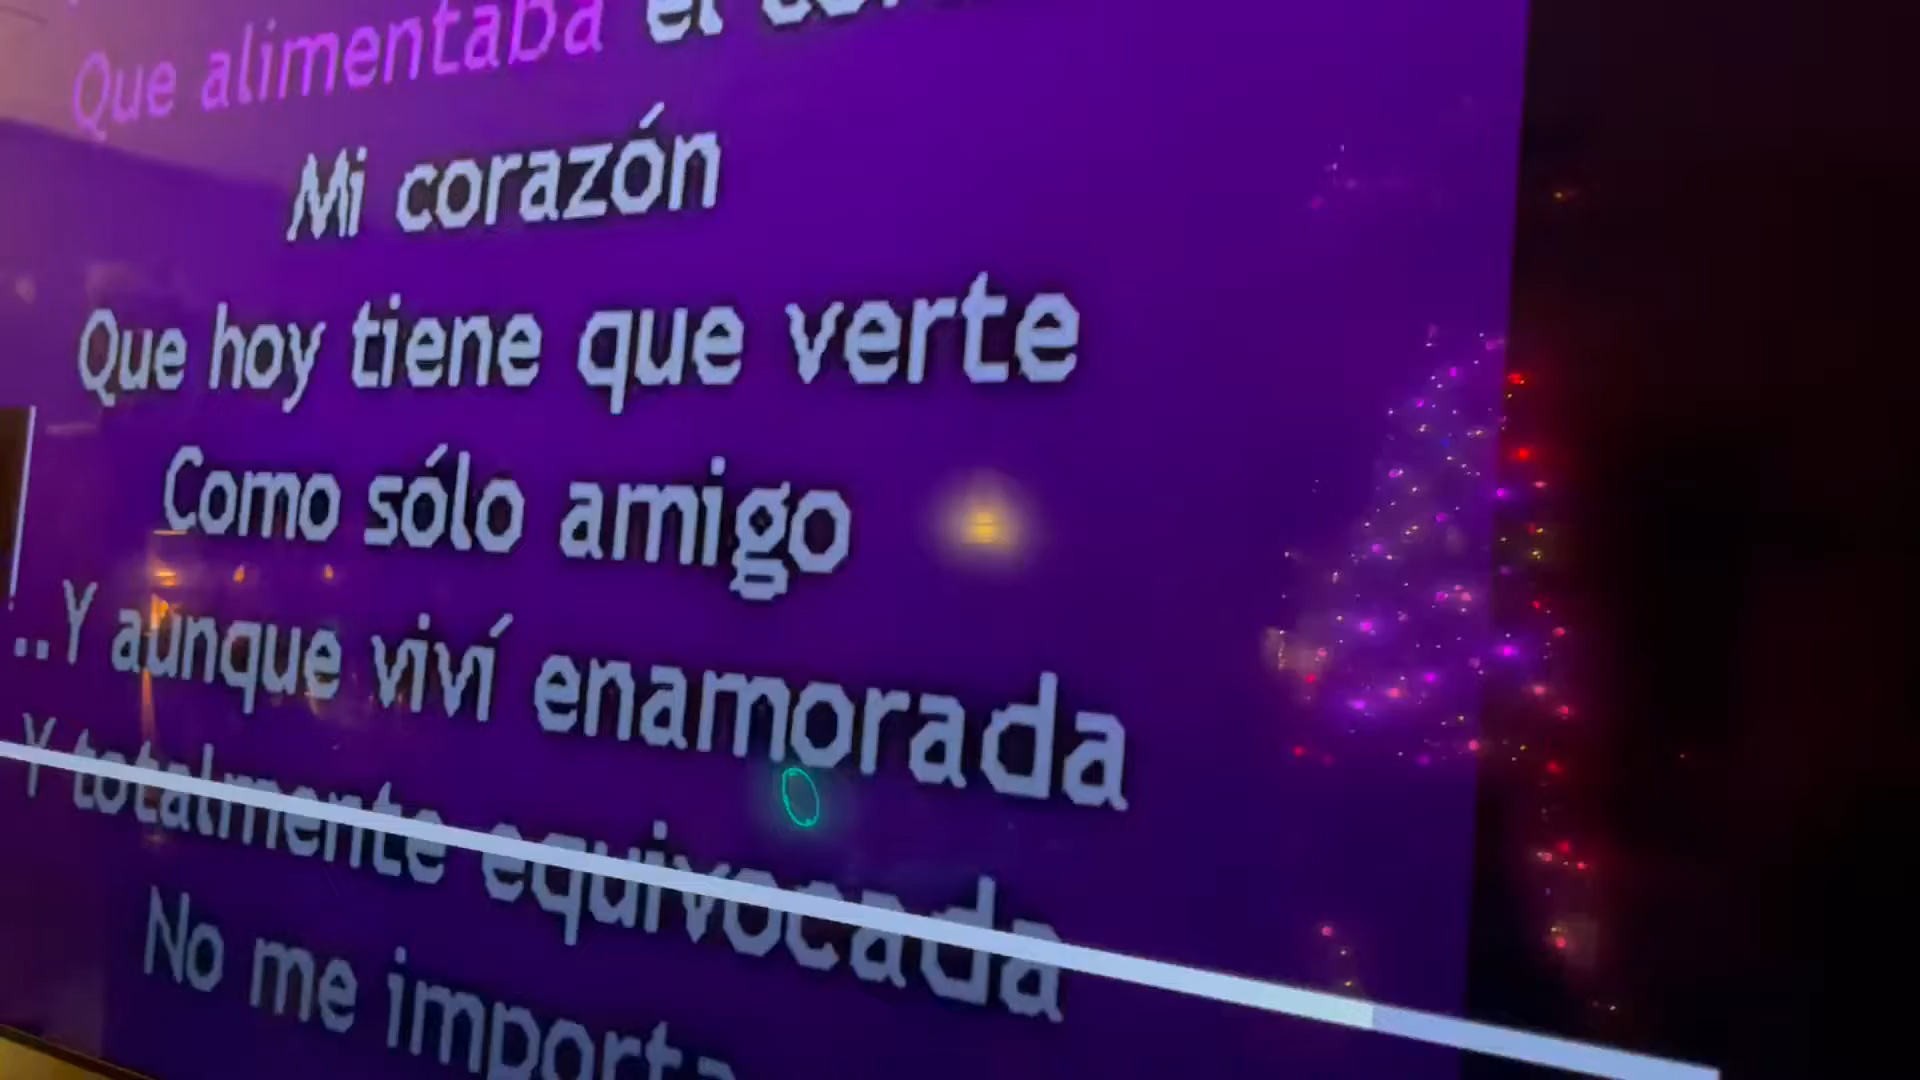 Que alimentaba el
Mi corazón
Que hoy tiene que verte
Como sólo amigo
..Y aunque viví enamorada
Y totalmente equivocada
No me importa